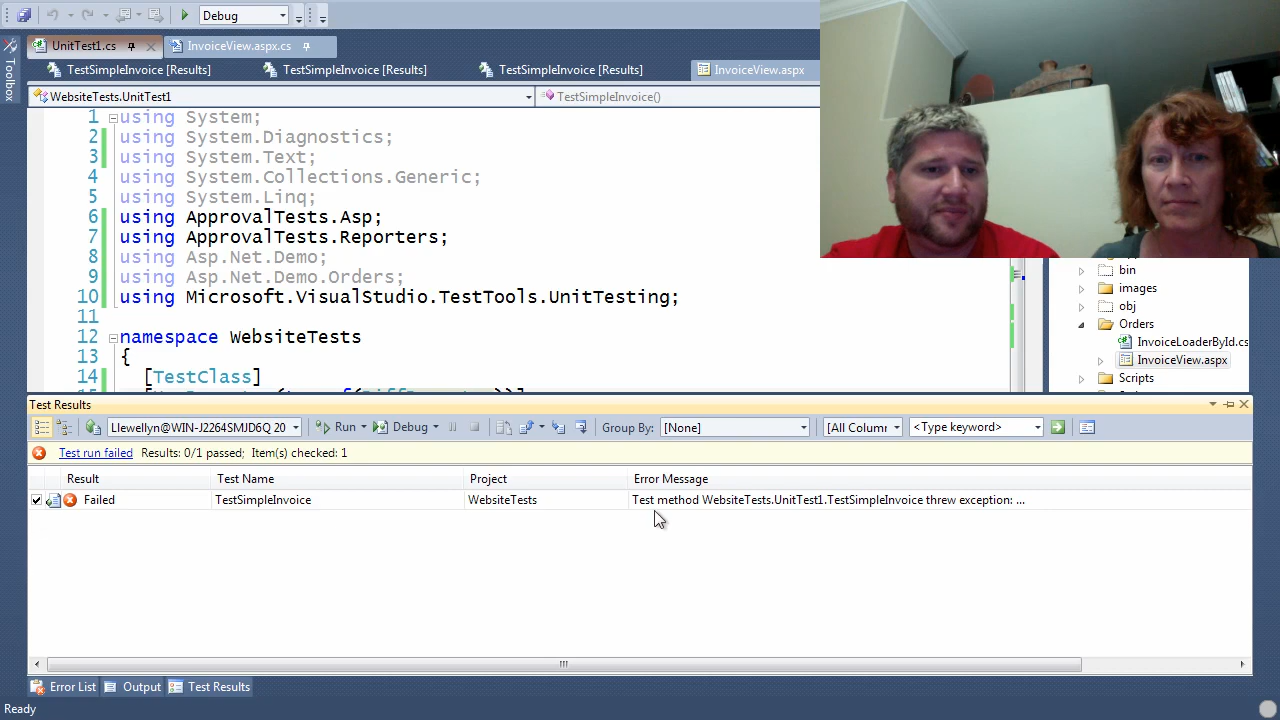 Debug
Toolbox
UnitTest1.cs
InvoiceView.aspx.cs
TestSimpleInvoice [Results]
TestSimpleInvoice [Results]
TestSimpleInvoice [Results]
InvoiceView.aspx
WebsiteTests.UnitTest1
TestSimpleInvoice()
1 using System;
2 using System.Diagnostics;
3 using System.Text;
4 using System.Collections.Generic;
5 using System.Linq;
6 using ApprovalTests.Asp;
7 using ApprovalTests.Reporters;
8 using Asp.Net.Demo;
9 using Asp.Net.Demo.Orders;
10 using Microsoft.VisualStudio.TestTools.UnitTesting;
11
12 namespace WebsiteTests
13 {
14 [TestClass]
bin
images
obj
Orders
InvoiceLoaderById.cs
InvoiceView.aspx
Scripts
Test Results
Llewellyn@WIN-J2264SMJD6Q 20
Run
Debug
Group By: [None]
[All Column
<Type keyword>
Test run failed Results: 0/1 passed; Item(s) checked: 1
Result Test Name Project Error Message
Failed TestSimpleInvoice WebsiteTests Test method WebsiteTests.UnitTest1.TestSimpleInvoice threw exception: ...
Error List Output Test Results
Ready